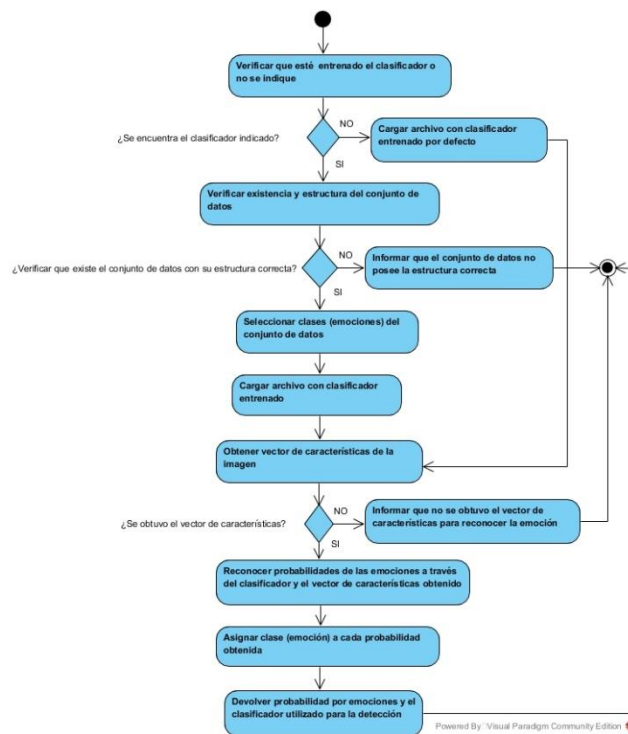 Verificar que esté entrenado el clasificador o
no se indique
¿Se encuentra el clasificador indicado?
NO
Cargar archivo con clasificador
entrenado por defecto
SI
Verificar existencia y estructura del conjunto de
datos
¿Verificar que existe el conjunto de datos con su estructura correcta?
NO
Informar que el conjunto de datos no
posee la estructura correcta
SI
Seleccionar clases (emociones) del
conjunto de datos
Cargar archivo con clasificador
entrenado
Obtener vector de características de la
imagen
¿Se obtuvo el vector de características?
NO
Informar que no se obtuvo el vector de
características para reconocer la emoción
SI
Reconocer probabilidades de las emociones a través
del clasificador y el vector de características obtenido
Asignar clase (emoción) a cada probabilidad
obtenida
Devolver probabilidad por emociones y el
clasificador utilizado para la detección
Powered By Visual Paradigm Community Edition